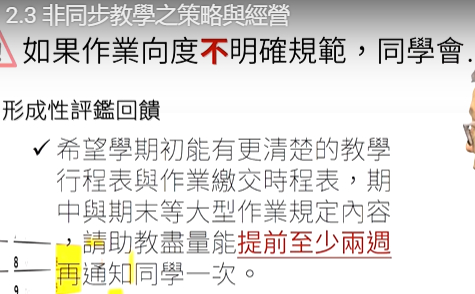 2.3 非同步教學之策略與經營
! 如果作業向度不明確規範，同學會.
形成性評鑑回饋
✓ 希望學期初能有更清楚的教學
行程表與作業繳交時程表，期
中與期末等大型作業規定內容
，請助教盡量能提前至少兩週
再通知同學一次。
8
9